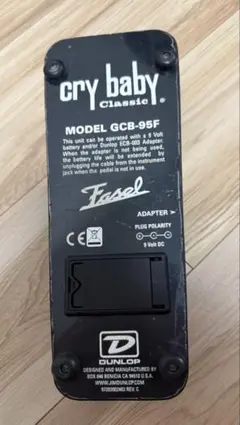 cry baby
Classic
MODEL GCB-95F
This unit can be operated with a 9 Volt
battery and/or Dunlop ECB-003 Adapter.
When the adapter is not being used,
the battery life will be extended by
unplugging the cable from the instrument
jack when the pedal is not in use.
Fasel
ADAPTER
PLUG POLARITY
9 Volt DC
CE
DUNLOP
DESIGNED AND MANUFACTURED BY
BOX 846 BENICIA CA 94510 U.S.A.
WWW.JIMDUNLOP.COM
REV. C